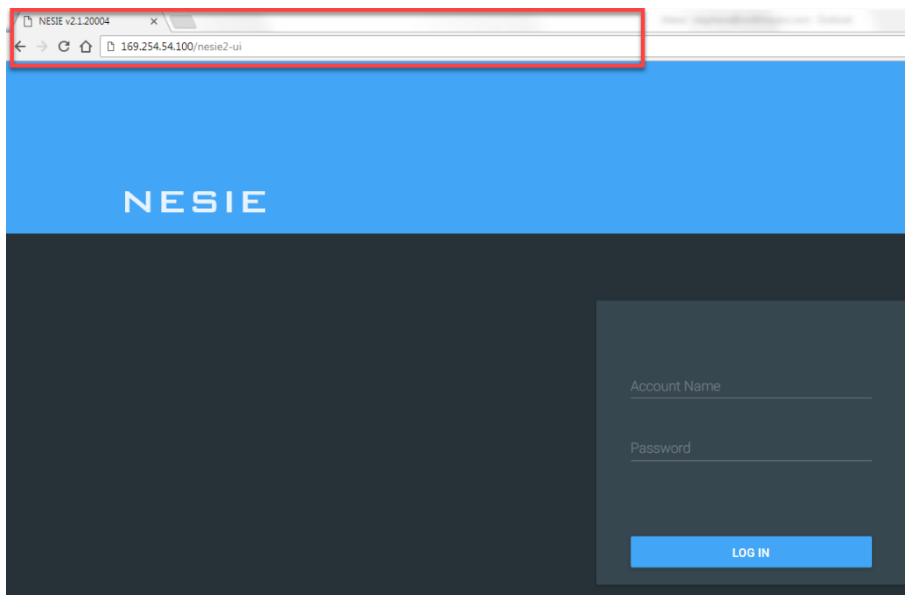 NESIE v2.1.20004
169.254.54.100/nesie2-ui
NESIE
Account Name
Password
LOG IN